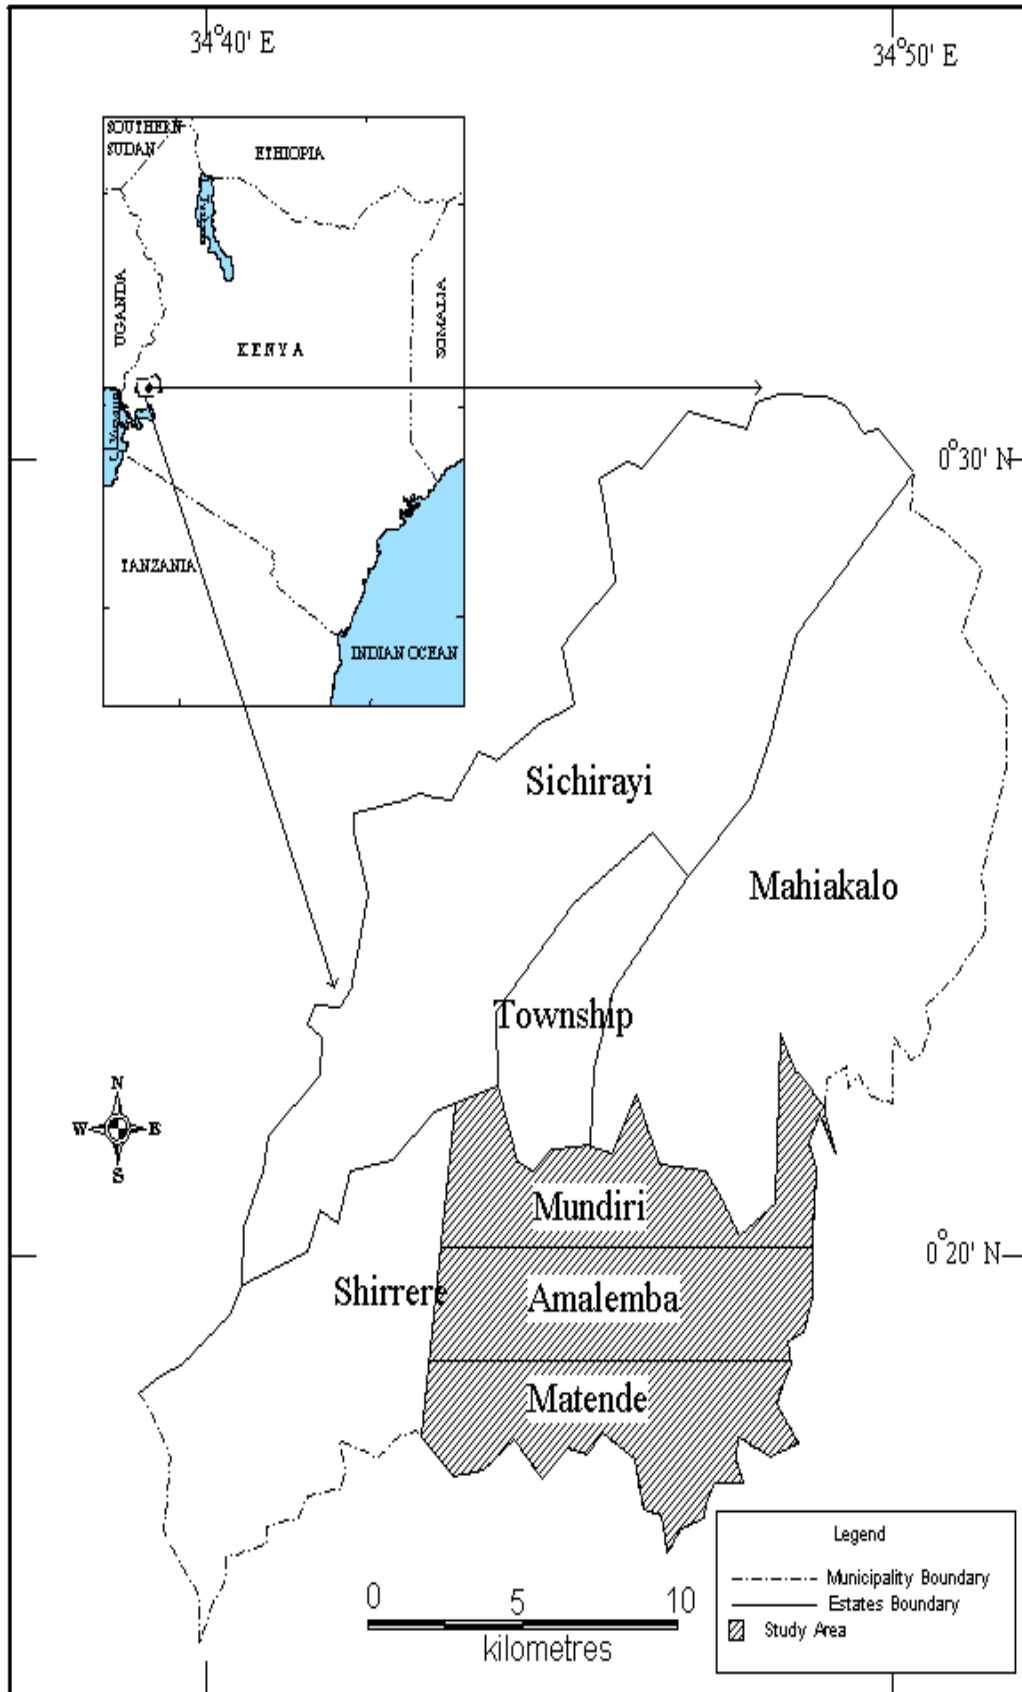 34°40' E
34°50' E
SOUTHERN
SUDAN
ETHIOPIA
UGANDA
KENYA
SOMALIA
TANZANIA
INDIAN OCEAN
0°30' N
Sichirayi
Mahiakalo
Township
N
W E
S
Mundiri
0°20' N
Shirrere
Amalemba
Matende
Legend
Municipality Boundary
Estates Boundary
Study Area
0 5 10
kilometres